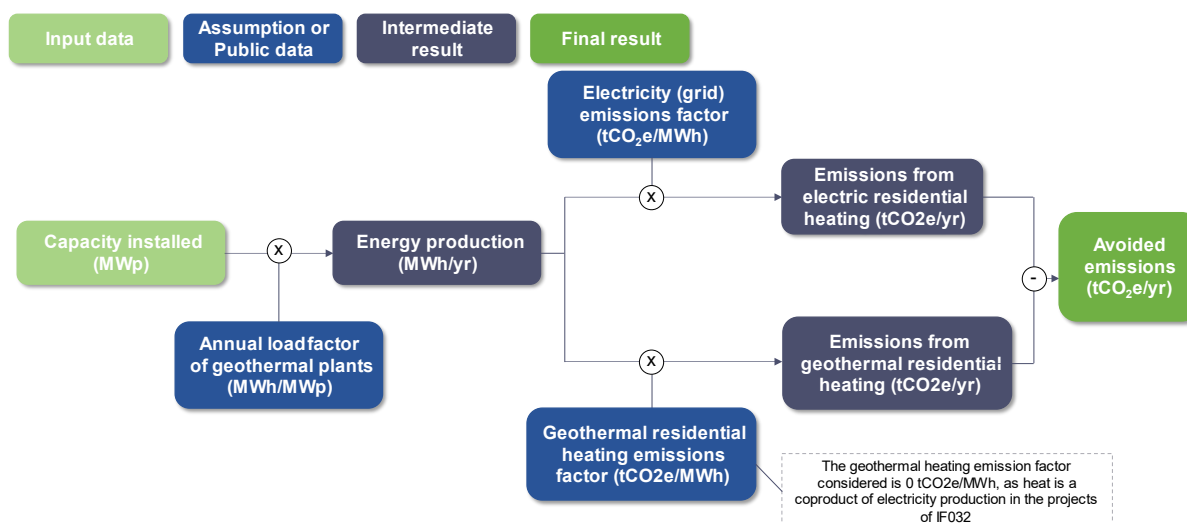 Input data
Assumption or
Public data
Intermediate
result
Final result
Electricity (grid)
emissions factor
(tCO₂e/MWh)
X
Emissions from
electric residential
heating (tCO2e/yr)
Capacity installed
(MWp)
X
Energy production
(MWh/yr)
-
Avoided
emissions
(tCO₂e/yr)
Annual load factor
of geothermal plants
(MWh/MWp)
X
Emissions from
geothermal residential
heating (tCO2e/yr)
Geothermal residential
heating emissions
factor (tCO2e/MWh)
The geothermal heating emission factor
considered is 0 tCO2e/MWh, as heat is a
coproduct of electricity production in the projects
of IF032